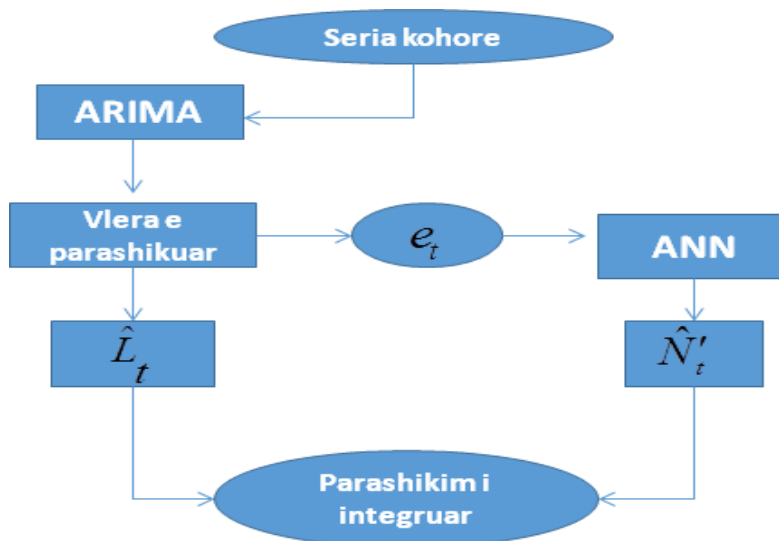 Seria kohore
ARIMA
Vlera e
parashikuar
e_t
ANN
L̂_t
N̂'_t
Parashikim i
integruar